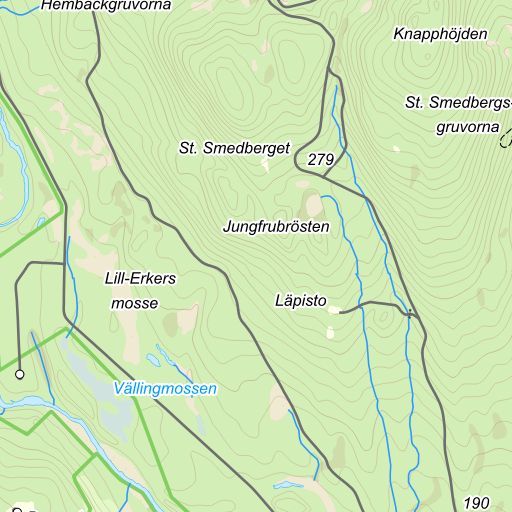 Hembackgruvorna
Knapphöjden
St. Smedbergs-
gruvorna
St. Smedberget
279
Jungfrubrösten
Lill-Erkers
mosse
Läpisto
Vällingmossen
190